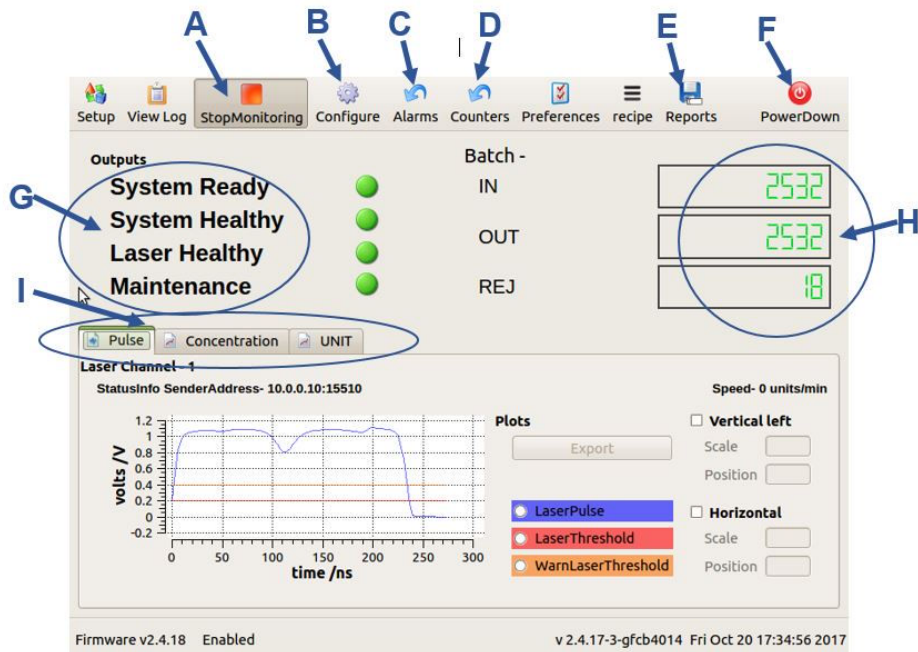 A B C D E F
Setup View Log StopMonitoring Configure Alarms Counters Preferences recipe Reports PowerDown
Outputs Batch -
System Ready IN 2532
System Healthy
Laser Healthy OUT 2532
Maintenance REJ 18
G
H
I
Pulse Concentration UNIT
Laser Channel - 1
StatusInfo SenderAddress- 10.0.0.10:15510 Speed- 0 units/min
Plots
Export
LaserPulse
LaserThreshold
WarnLaserThreshold
Vertical left
Scale
Position
Horizontal
Scale
Position
volts /V
1.2
1
0.8
0.6
0.4
0.2
0
-0.2
0 50 100 150 200 250 300
time /ns
Firmware v2.4.18 Enabled v 2.4.17-3-gfcb4014 Fri Oct 20 17:34:56 2017